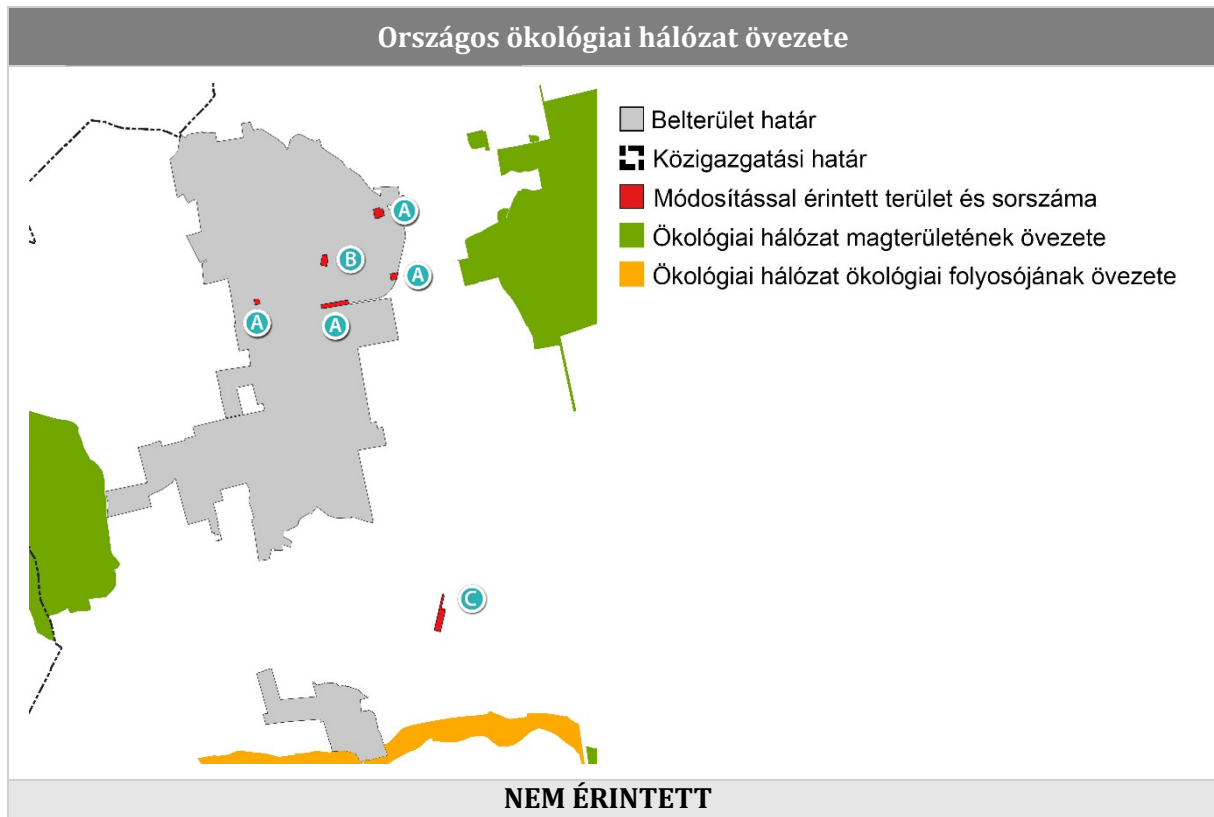 Országos ökológiai hálózat övezete
Belterület határ
Közigazgatási határ
Módosítással érintett terület és sorszáma
Ökológiai hálózat magterületének övezete
Ökológiai hálózat ökológiai folyosójának övezete
A
B
A
A
A
C
NEM ÉRINTETT